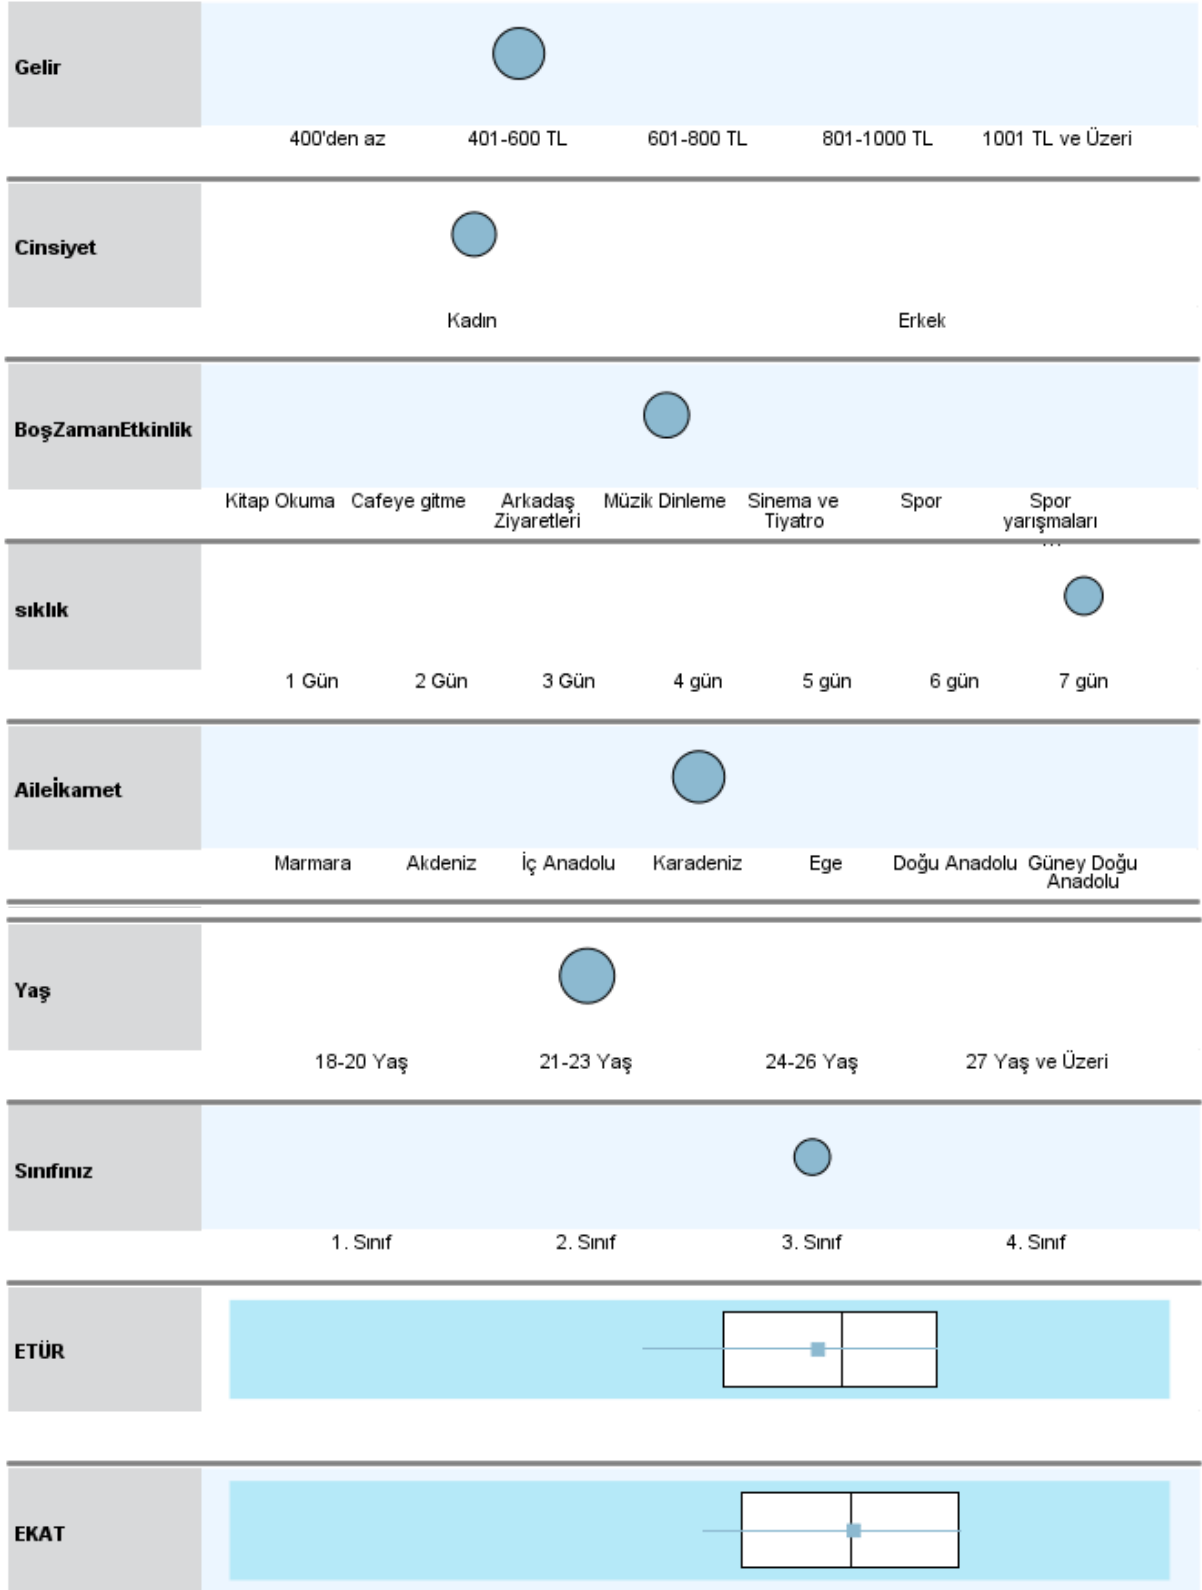 Gelir
400'den az 401-600 TL 601-800 TL 801-1000 TL 1001 TL ve Üzeri
Cinsiyet
Kadın Erkek
BoşZamanEtkinlik
Kitap Okuma Cafeye gitme Arkadaş Müzik Dinleme Sinema ve Spor Spor
Ziyaretleri Tiyatro yarışmaları
...
sıklık
1 Gün 2 Gün 3 Gün 4 gün 5 gün 6 gün 7 gün
Aileİkamet
Marmara Akdeniz İç Anadolu Karadeniz Ege Doğu Anadolu Güney Doğu
Anadolu
Yaş
18-20 Yaş 21-23 Yaş 24-26 Yaş 27 Yaş ve Üzeri
Sınıfınız
1. Sınıf 2. Sınıf 3. Sınıf 4. Sınıf
ETÜR
EKAT